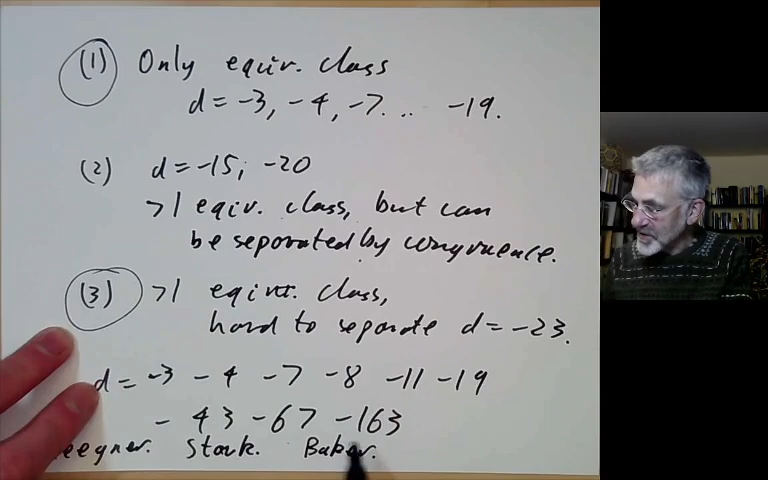 (1) Only equiv. class
d = -3, -4, -7. .. -19.
(2) d = -15, -20
>1 equiv. class, but can
be separated by congruence.
(3) >1 equiv. class,
hard to separate d = -23.
d = -3 -4 -7 -8 -11 -19
-43 -67 -163
eegner. Stark. Baker.